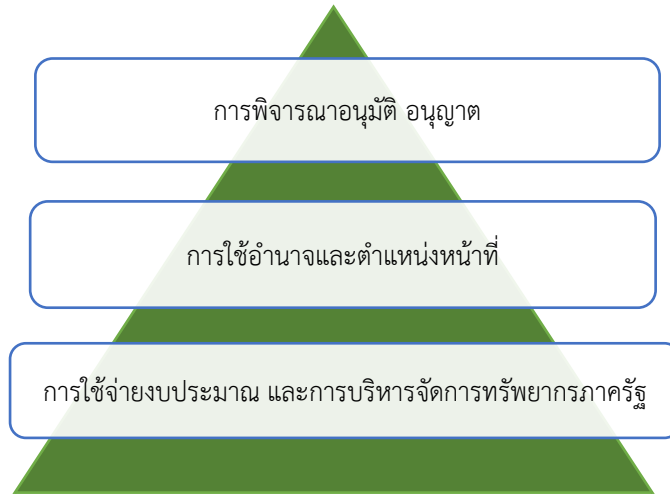 การพิจารณาอนุมัติ อนุญาต
การใช้อำนาจและตำแหน่งหน้าที่
การใช้จ่ายงบประมาณ และการบริหารจัดการทรัพยากรภาครัฐ